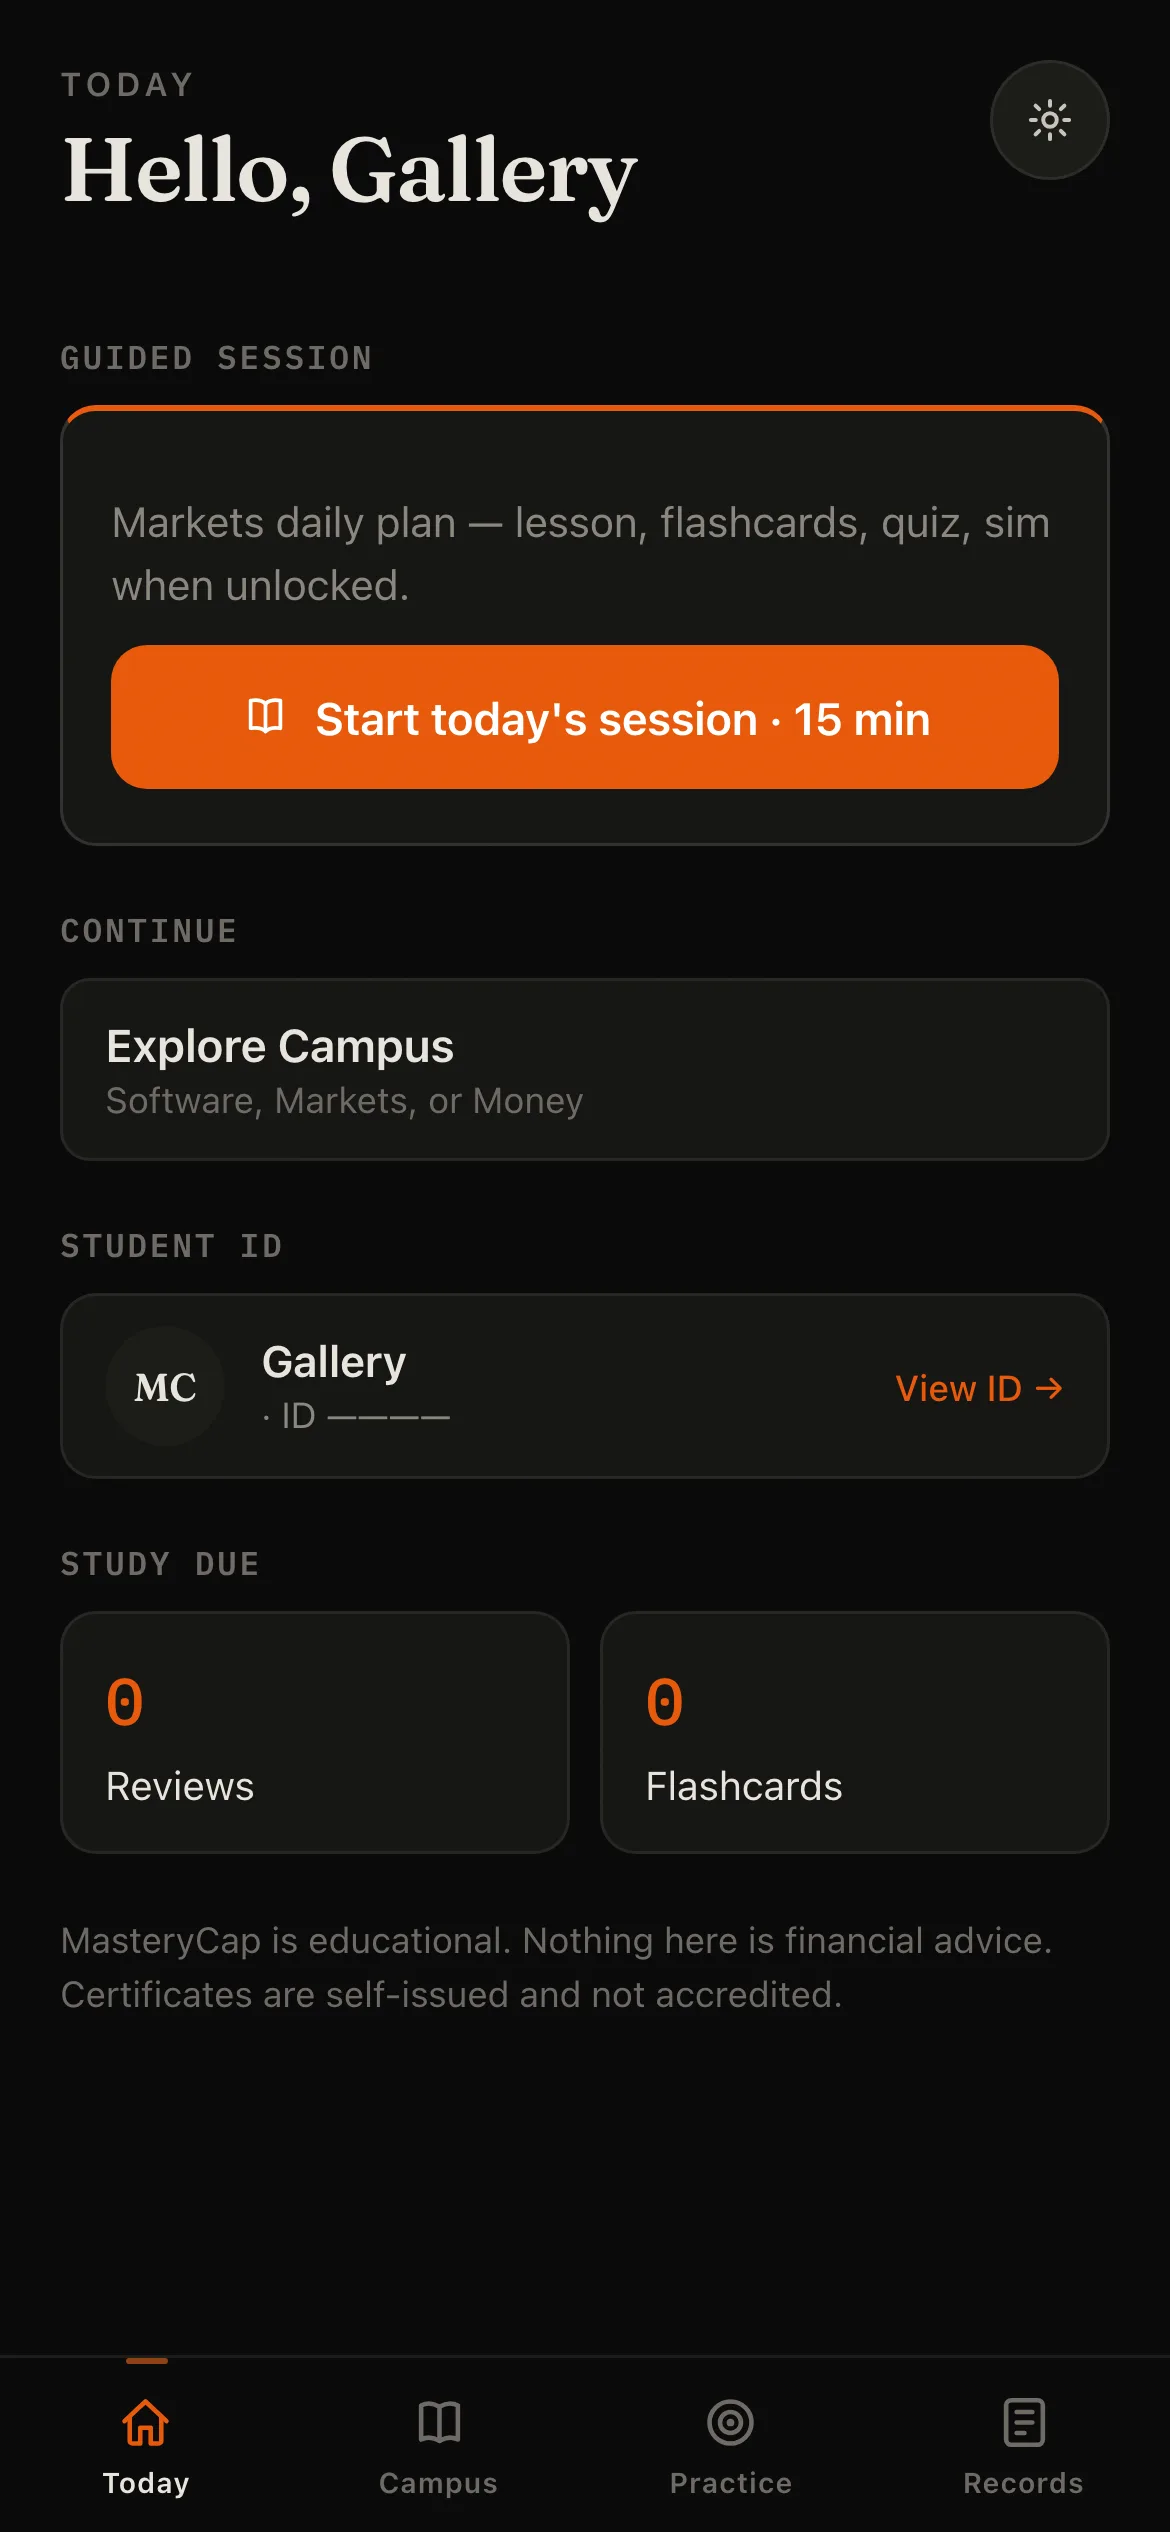 TODAY
Hello, Gallery
GUIDED SESSION
Markets daily plan — lesson, flashcards, quiz, sim
when unlocked.
Start today's session · 15 min
CONTINUE
Explore Campus
Software, Markets, or Money
STUDENT ID
MC
Gallery
· ID ————
View ID →
STUDY DUE
0
Reviews
0
Flashcards
MasteryCap is educational. Nothing here is financial advice.
Certificates are self-issued and not accredited.
Today
Campus
Practice
Records